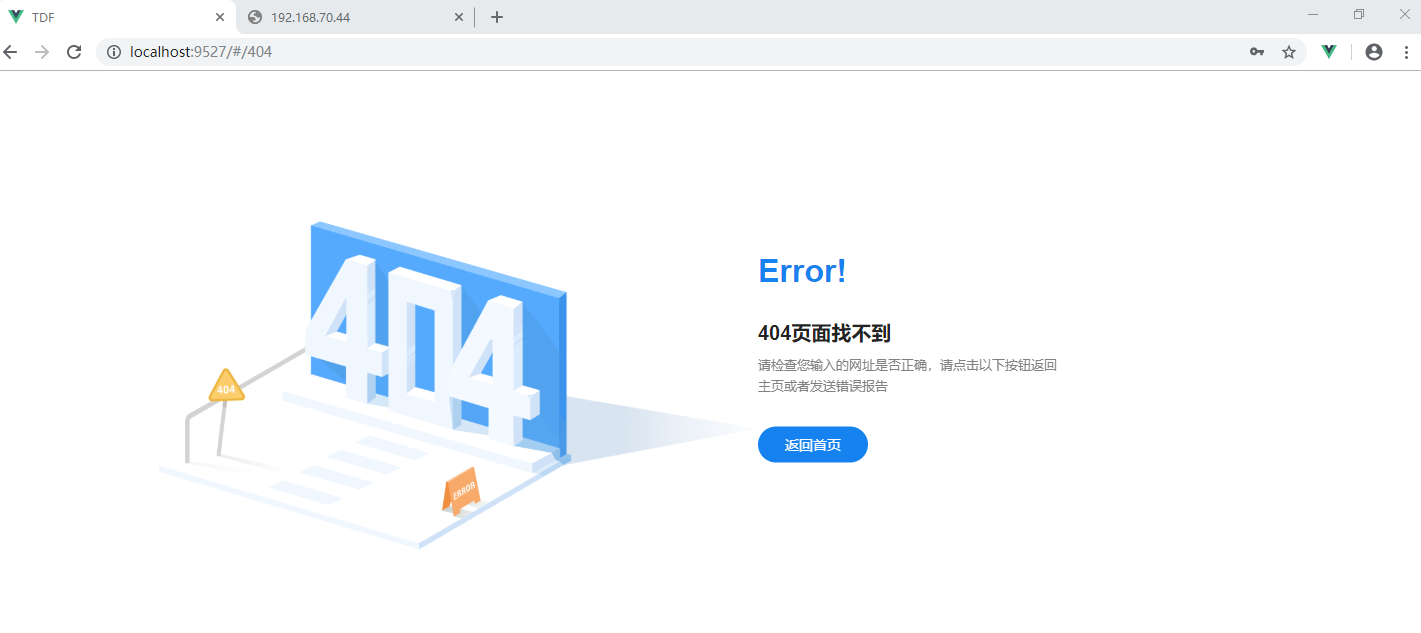 TDF
192.168.70.44
localhost:9527/#/404
404
404
ERROR
Error!
404页面找不到
请检查您输入的网址是否正确，请点击以下按钮返回
主页或者发送错误报告
返回首页